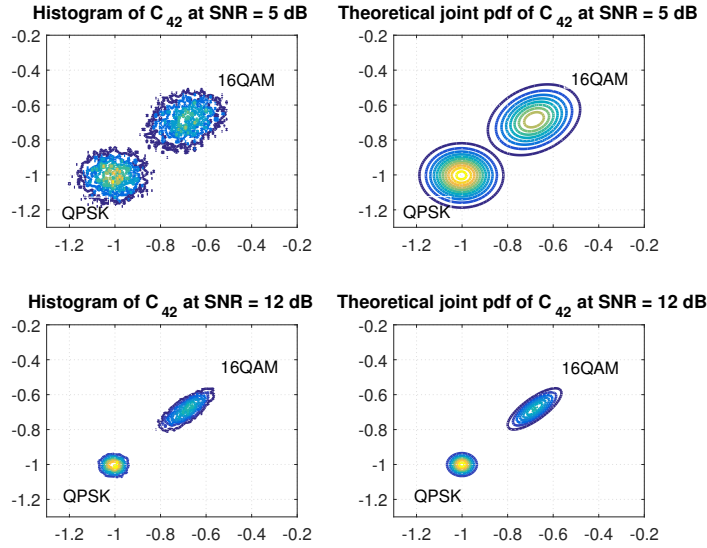 Histogram of C42 at SNR = 5 dB
-0.2
-0.4
-0.6
-0.8
-1
-1.2
16QAM
QPSK
-1.2 -1 -0.8 -0.6 -0.4 -0.2
Theoretical joint pdf of C42 at SNR = 5 dB
-0.2
-0.4
-0.6
-0.8
-1
-1.2
16QAM
QPSK
-1.2 -1 -0.8 -0.6 -0.4 -0.2
Histogram of C42 at SNR = 12 dB
-0.2
-0.4
-0.6
-0.8
-1
-1.2
16QAM
QPSK
-1.2 -1 -0.8 -0.6 -0.4 -0.2
Theoretical joint pdf of C42 at SNR = 12 dB
-0.2
-0.4
-0.6
-0.8
-1
-1.2
16QAM
QPSK
-1.2 -1 -0.8 -0.6 -0.4 -0.2